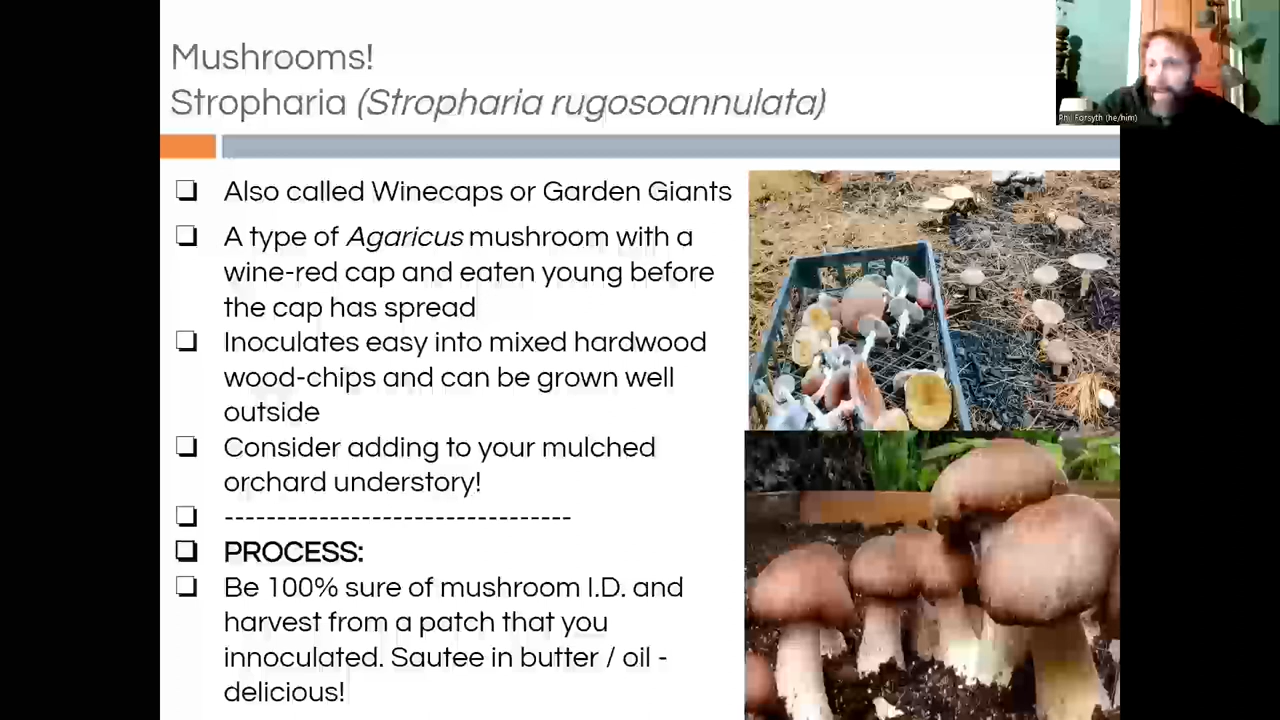 Mushrooms!
Stropharia (Stropharia rugosoannulata)
Phil Forsyth (he/him)
❏ Also called Winecaps or Garden Giants
❏ A type of Agaricus mushroom with a
wine-red cap and eaten young before
the cap has spread
❏ Inoculates easy into mixed hardwood
wood-chips and can be grown well
outside
❏ Consider adding to your mulched
orchard understory!
❏ ---------------------------------
❏ PROCESS:
❏ Be 100% sure of mushroom I.D. and
harvest from a patch that you
innoculated. Sautee in butter / oil -
delicious!